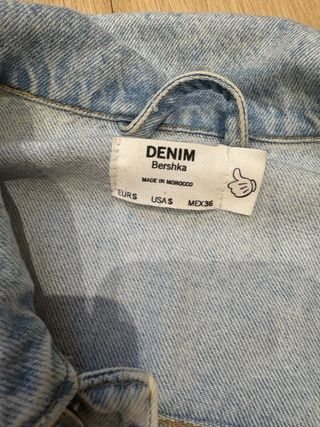 DENIM
Bershka
MADE IN MOROCCO
EUR S USA S MEX 36